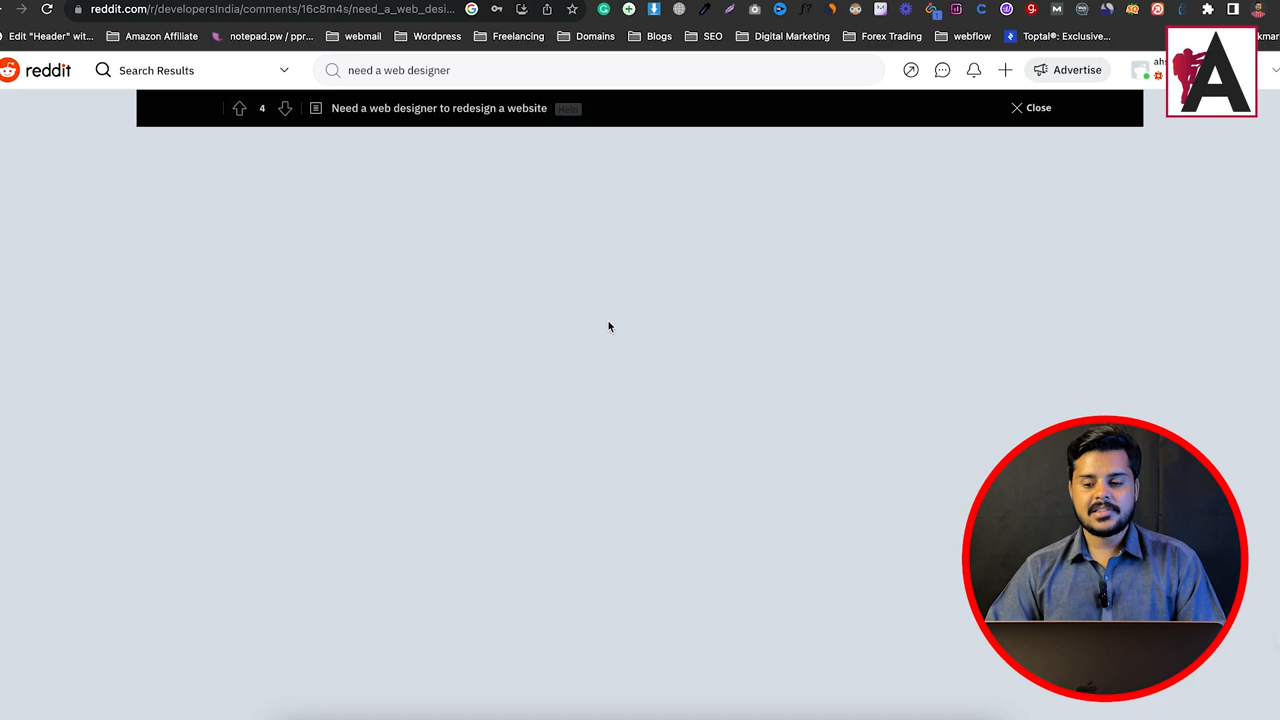 reddit.com/r/developersIndia/comments/16c8m4s/need_a_web_desi...
Edit "Header" wit... Amazon Affiliate notepad.pw / ppr... webmail Wordpress Freelancing Domains Blogs SEO Digital Marketing Forex Trading webflow Toptal®: Exclusive...
reddit Search Results need a web designer Advertise
4 Need a web designer to redesign a website Help Close
A